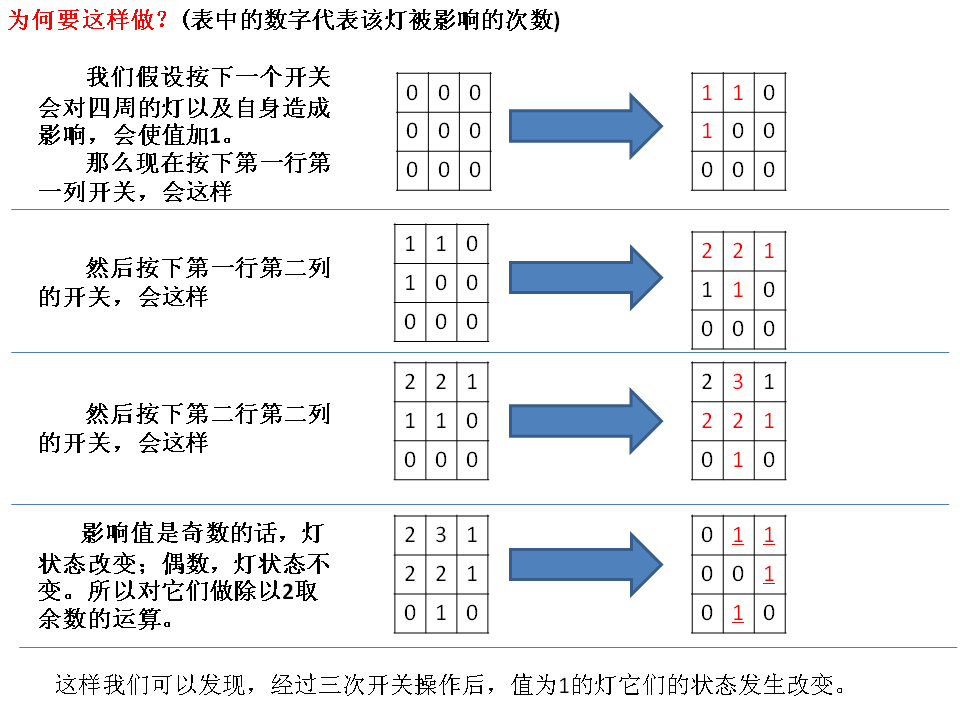 为何要这样做？(表中的数字代表该灯被影响的次数)
我们假设按下一个开关
会对四周的灯以及自身造成
影响，会使值加1。
那么现在按下第一行第
一列开关，会这样
0 0 0
0 0 0
0 0 0
1 1 0
1 0 0
0 0 0
然后按下第一行第二列
的开关，会这样
1 1 0
1 0 0
0 0 0
2 2 1
1 1 0
0 0 0
然后按下第二行第二列
的开关，会这样
2 2 1
1 1 0
0 0 0
2 3 1
2 2 1
0 1 0
影响值是奇数的话，灯
状态改变；偶数，灯状态不
变。所以对它们做除以2取
余数的运算。
2 3 1
2 2 1
0 1 0
0 1 1
0 0 1
0 1 0
这样我们可以发现，经过三次开关操作后，值为1的灯它们的状态发生改变。